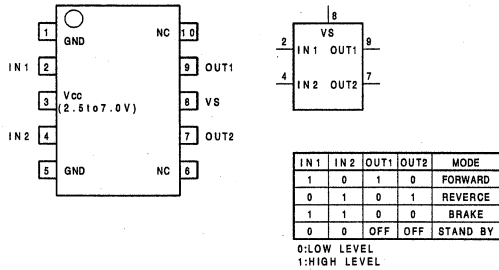 1 GND NC 10
IN1 2 9 OUT1
3 Vcc (2.5to7.0V) 8 VS
IN2 4 7 OUT2
5 GND NC 6
8
VS
2 IN1 OUT1 9
4 IN2 OUT2 7
IN1 IN2 OUT1 OUT2 MODE
1 0 1 0 FORWARD
0 1 0 1 REVERCE
1 1 0 0 BRAKE
0 0 OFF OFF STAND BY
0:LOW LEVEL
1:HIGH LEVEL